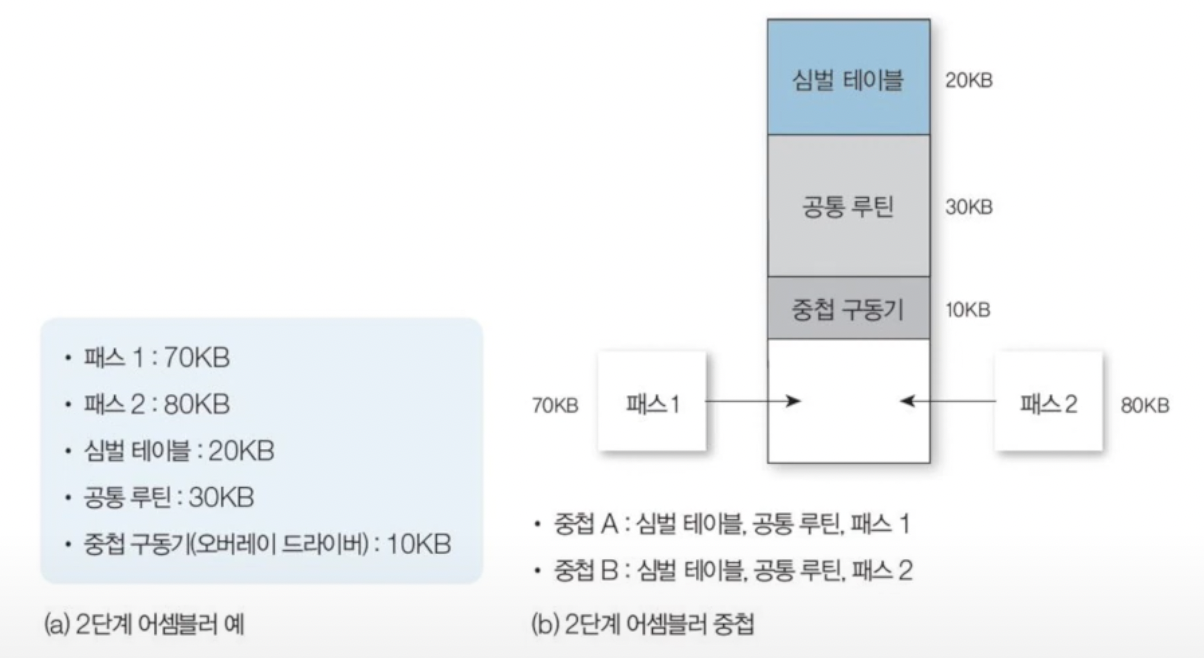 심벌 테이블 20KB
공통 루틴 30KB
중첩 구동기 10KB
70KB 패스 1 패스 2 80KB
• 패스 1 : 70KB
• 패스 2 : 80KB
• 심벌 테이블 : 20KB
• 공통 루틴 : 30KB
• 중첩 구동기(오버레이 드라이버) : 10KB
(a) 2단계 어셈블러 예
• 중첩 A : 심벌 테이블, 공통 루틴, 패스 1
• 중첩 B : 심벌 테이블, 공통 루틴, 패스 2
(b) 2단계 어셈블러 중첩